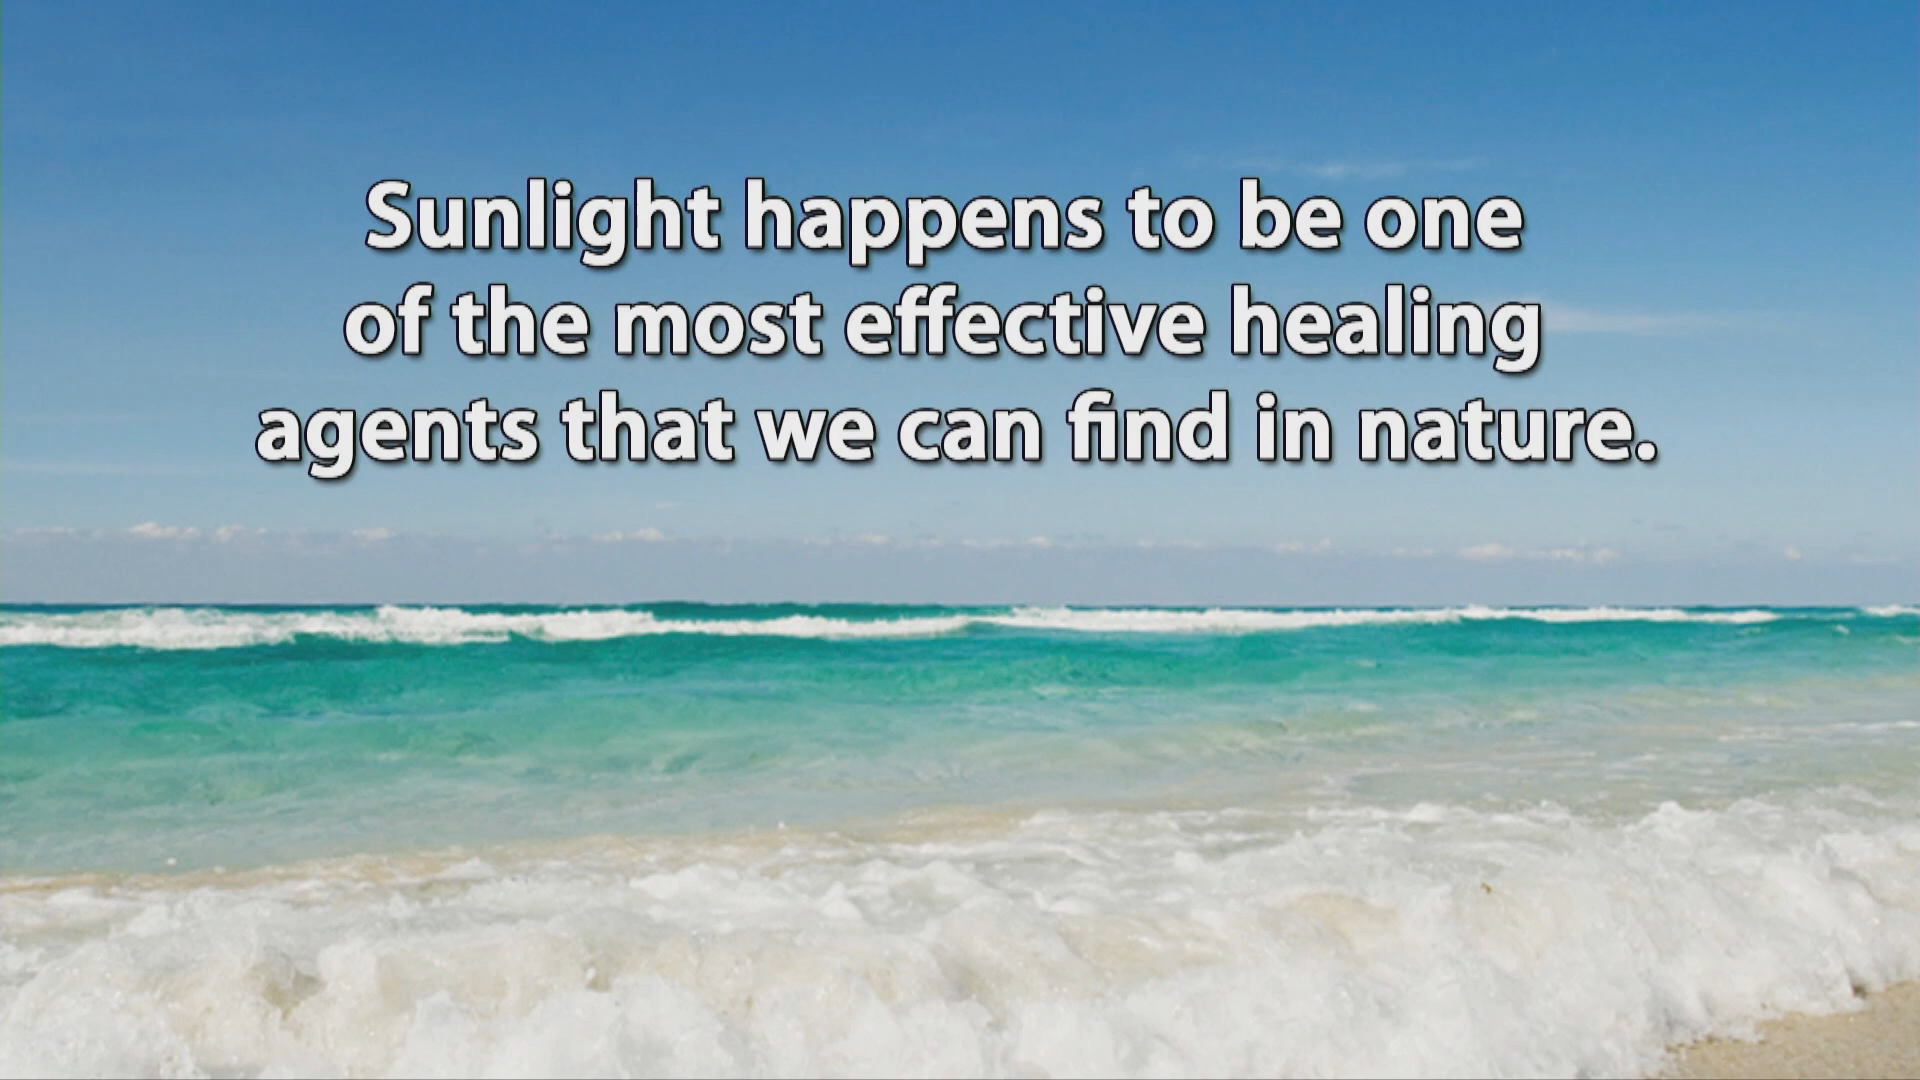 Sunlight happens to be one
of the most effective healing
agents that we can find in nature.